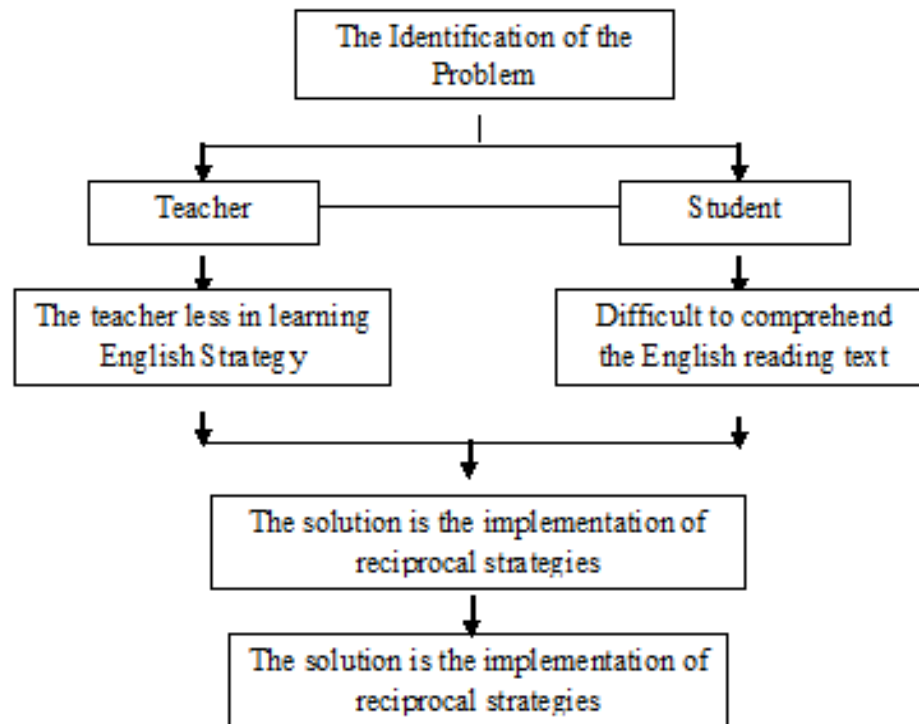 The Identification of the
Problem
Teacher
Student
The teacher less in learning
English Strategy
Difficult to comprehend
the English reading text
The solution is the implementation of
reciprocal strategies
The solution is the implementation of
reciprocal strategies